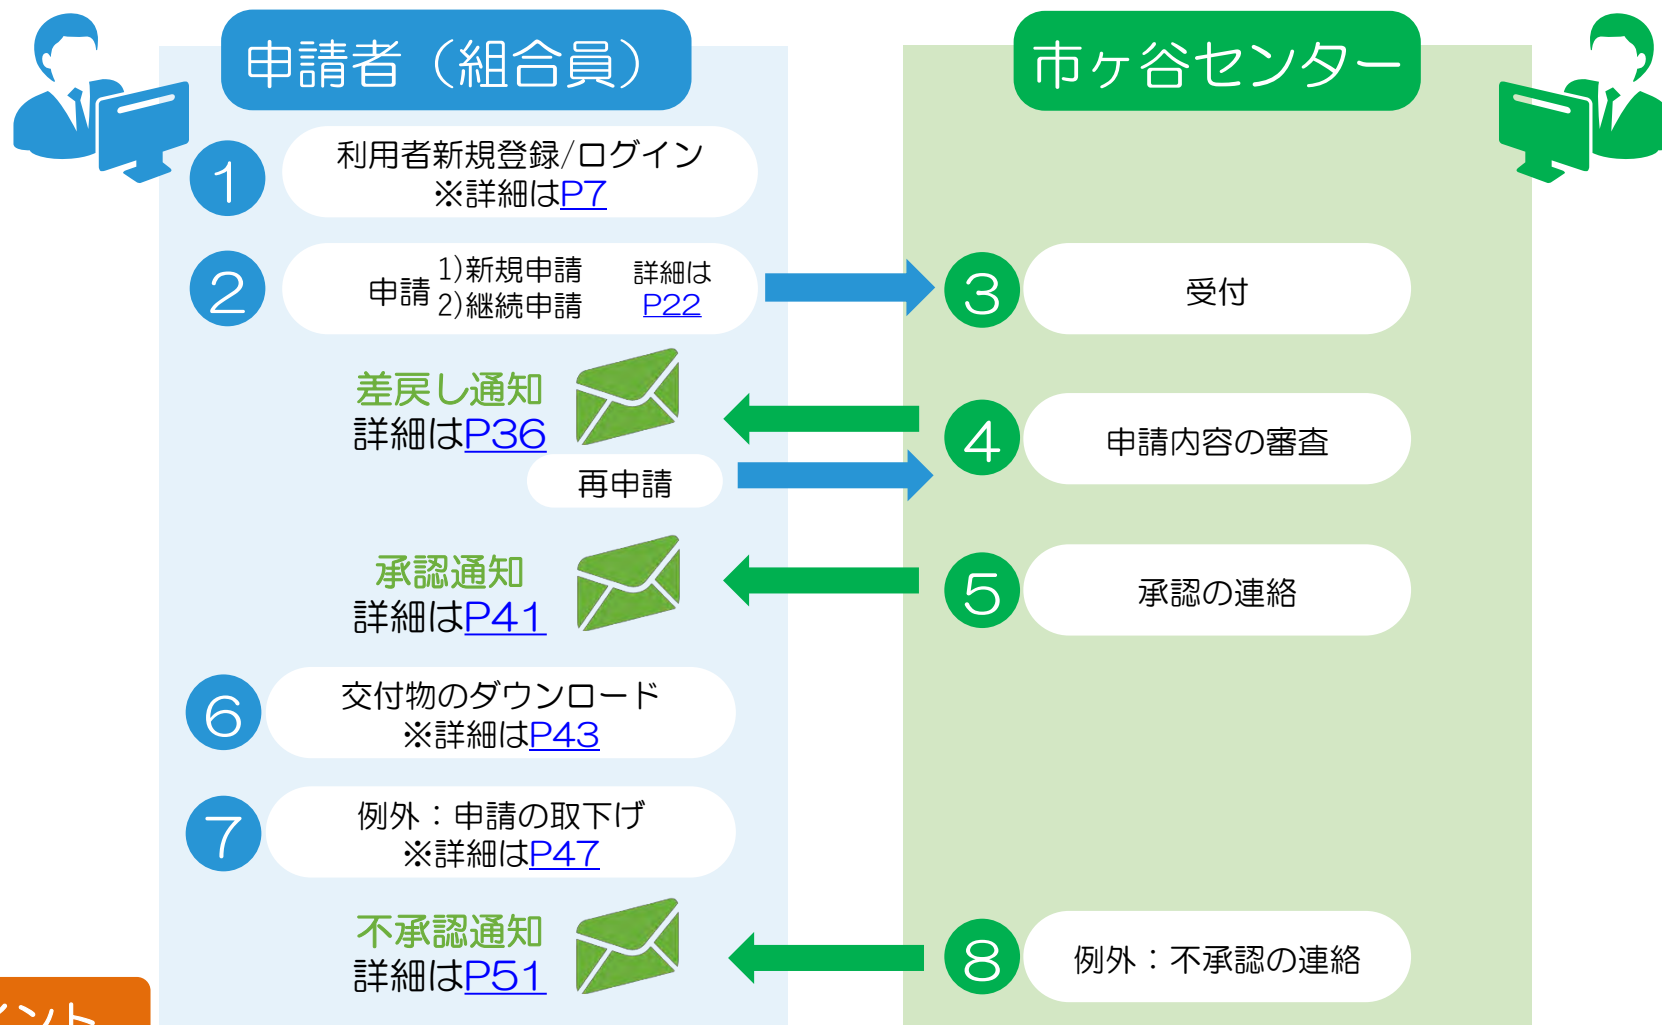 申請者（組合員）
市ヶ谷センター
1
利用者新規登録/ログイン
※詳細はP7
2
申請
1)新規申請
2)継続申請
詳細は
P22
3
受付
差戻し通知
詳細はP36
4
申請内容の審査
再申請
承認通知
詳細はP41
5
承認の連絡
6
交付物のダウンロード
※詳細はP43
7
例外：申請の取下げ
※詳細はP47
不承認通知
詳細はP51
8
例外：不承認の連絡